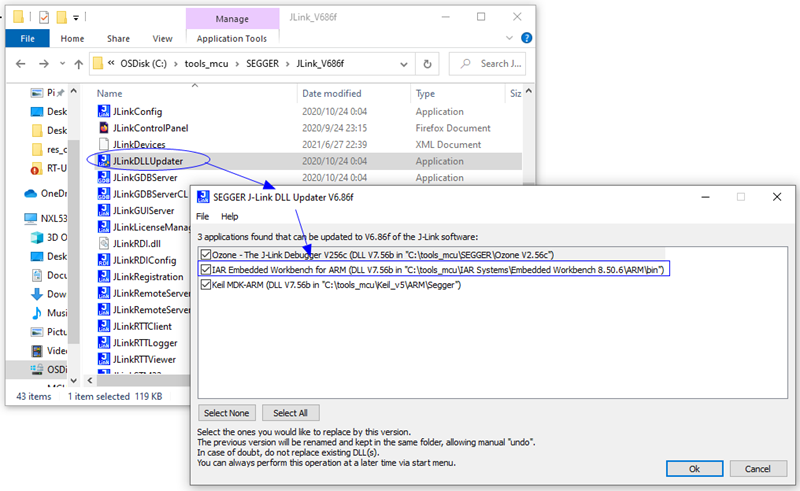 Manage
JLink_V686f
File
Home
Share
View
Application Tools
OSDisk (C:) › tools_mcu › SEGGER › JLink_V686f
Search J...
Name
Date modified
Type
Siz
Pi
Desk
Desk
res_c
RT-U
OneDr
NXL53
3D O
Desk
Docu
Dowr
Musi
Pictu
Vide
OSDi
JLinkConfig 2020/10/24 0:04 Application
JLinkControlPanel 2020/9/24 23:15 Firefox Document
JLinkDevices 2021/6/27 22:39 XML Document
JLinkDLLUpdater 2020/10/24 0:04 Application
JLinkGDBServer 2020/10/24 0:04 Application
JLinkGDBServerCL
JLinkGUIServer
JLinkLicenseManag
JLinkRDI.dll
JLinkRDIConfig
JLinkRegistration
JLinkRemoteServer
JLinkRemoteServer
JLinkRTTClient
JLinkRTTLogger
JLinkRTTViewer
43 items
1 item selected 119 KB
SEGGER J-Link DLL Updater V6.86f
File Help
3 applications found that can be updated to V6.86f of the J-Link software:
Ozone - The J-Link Debugger V256c (DLL V7.56b in "C:\tools_mcu\SEGGER\Ozone V2.56c")
IAR Embedded Workbench for ARM (DLL V7.56b in "C:\tools_mcu\IAR Systems\Embedded Workbench 8.50.6\ARM\bin")
Keil MDK-ARM (DLL V7.56b in "C:\tools_mcu\Keil_v5\ARM\Segger")
Select None
Select All
Select the ones you would like to replace by this version.
The previous version will be renamed and kept in the same folder, allowing manual "undo".
In case of doubt, do not replace existing DLL(s).
You can always perform this operation at a later time via start menu.
Ok
Cancel